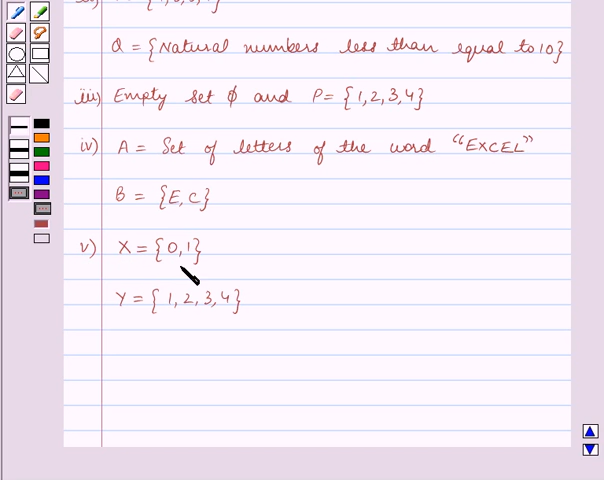 Q = {Natural numbers less than equal to 10}
iii) Empty set ϕ and P = {1,2,3,4}
iv) A = Set of letters of the word "EXCEL"
B = {E, C}
v) X = {0,1}
Y = { 1, 2, 3, 4}